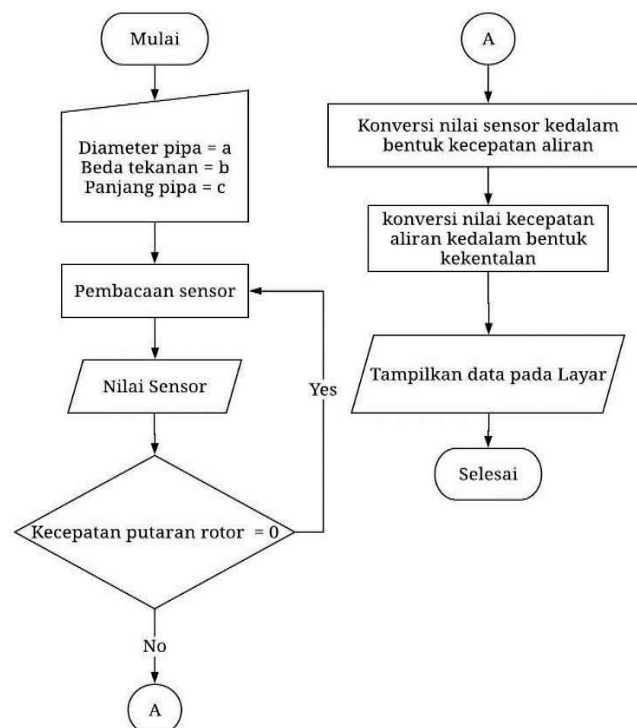 Mulai
Diameter pipa = a
Beda tekanan = b
Panjang pipa = c
Pembacaan sensor
Nilai Sensor
Yes
Kecepatan putaran rotor = 0
No
A
A
Konversi nilai sensor kedalam
bentuk kecepatan aliran
konversi nilai kecepatan
aliran kedalam bentuk
kekentalan
Tampilkan data pada Layar
Selesai